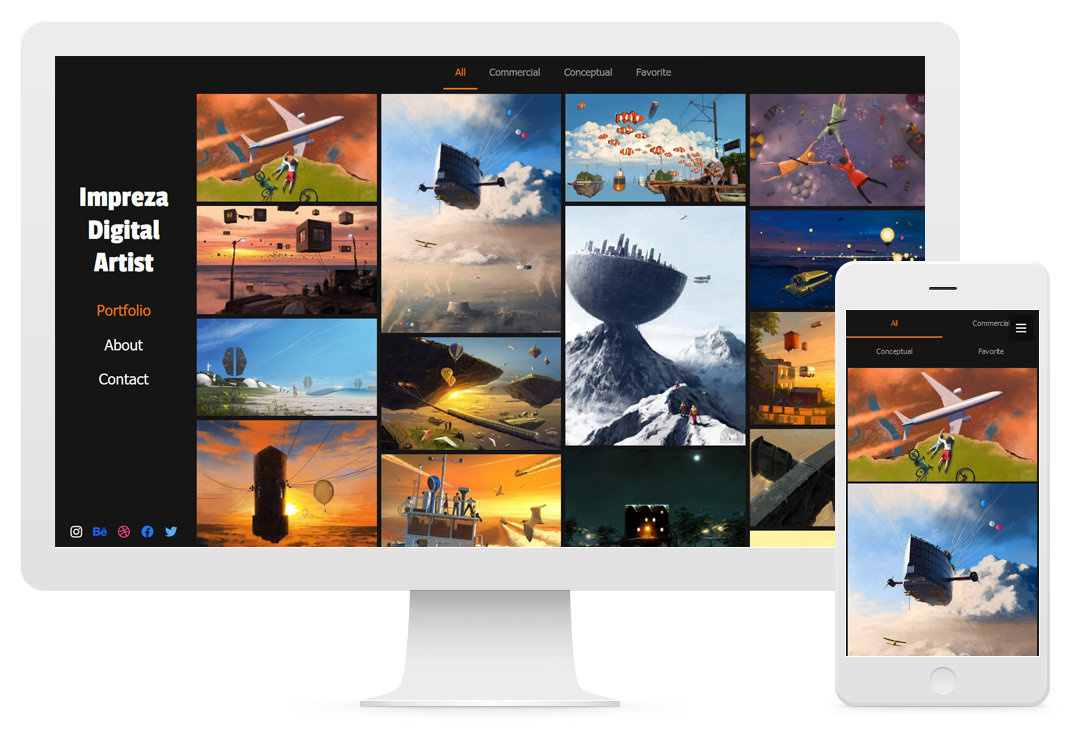 All Commercial Conceptual Favorite
Impreza
Digital
Artist
Portfolio
About
Contact
Bē
All Commercial
Conceptual Favorite